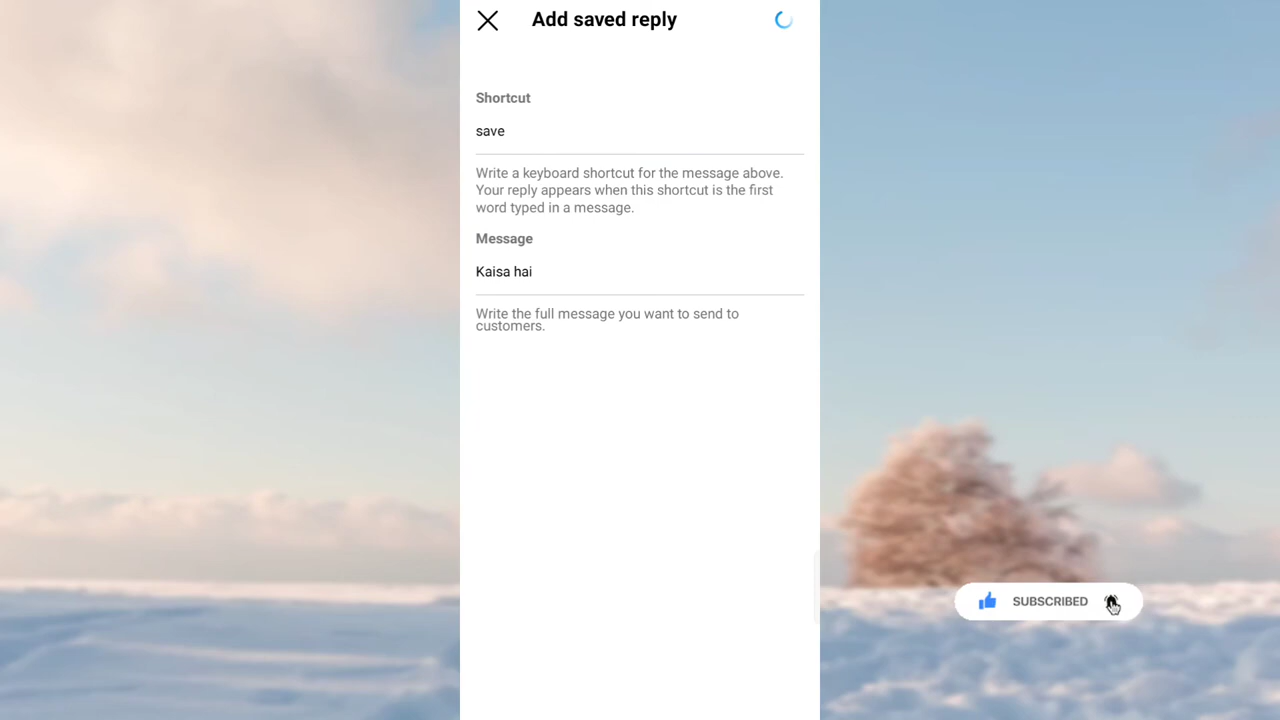 Add saved reply
Shortcut
save
Write a keyboard shortcut for the message above.
Your reply appears when this shortcut is the first
word typed in a message.
Message
Kaisa hai
Write the full message you want to send to
customers.
SUBSCRIBED